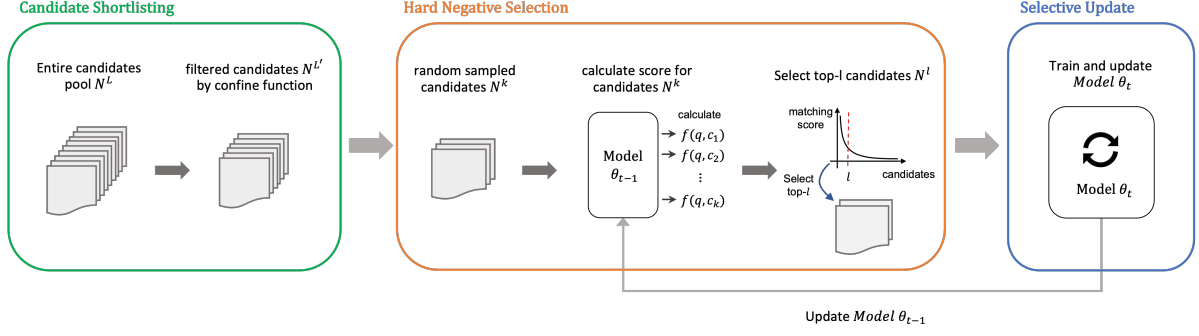 Candidate Shortlisting
Entire candidates
pool N^L
filtered candidates N^L'
by confine function
Hard Negative Selection
random sampled
candidates N^k
calculate score for
candidates N^k
calculate
Model
θ_t−1
f(q, c_1)
f(q, c_2)
⋮
f(q, c_k)
Select top-l candidates N^l
matching
score
l
candidates
Select
top-l
Selective Update
Train and update
Model θ_t
Model θ_t
Update Model θ_t−1